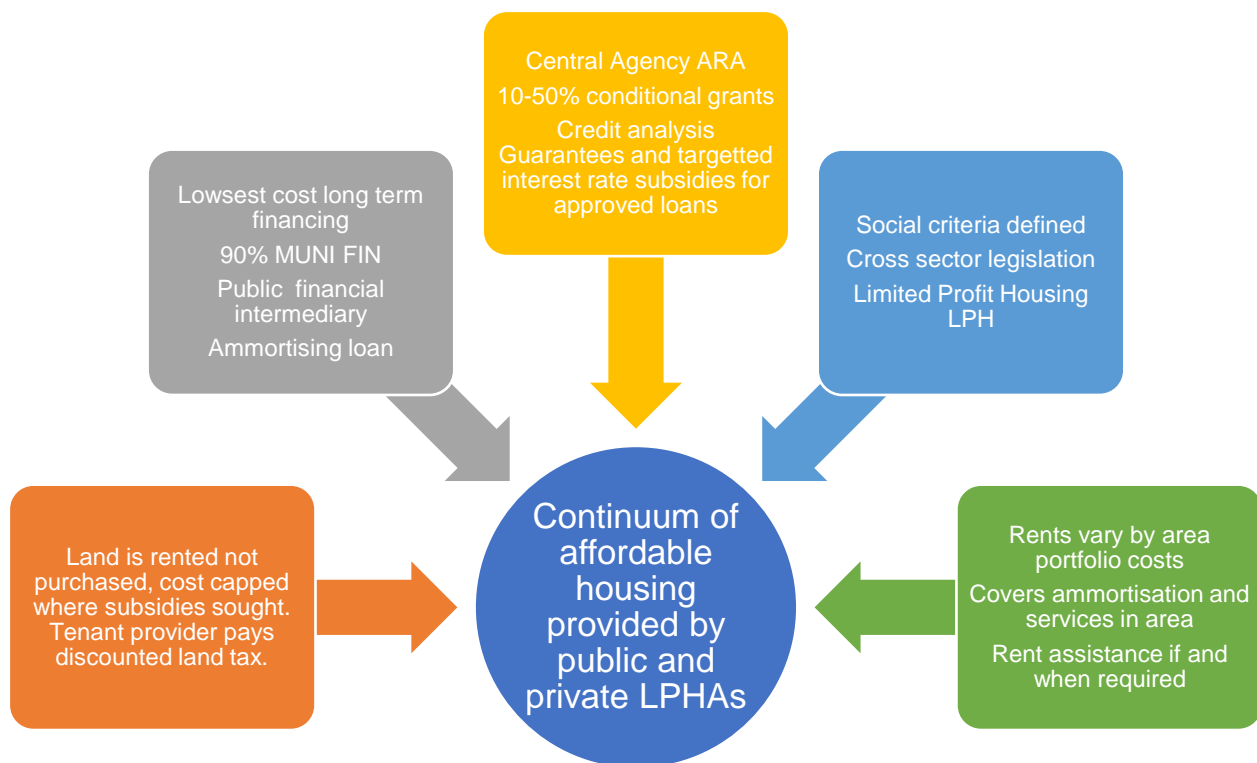 Central Agency ARA
10-50% conditional grants
Credit analysis
Guarantees and targetted
interest rate subsidies for
approved loans
Lowsest cost long term
financing
90% MUNI FIN
Public financial
intermediary
Ammortising loan
Social criteria defined
Cross sector legislation
Limited Profit Housing
LPH
Land is rented not
purchased, cost capped
where subsidies sought.
Tenant provider pays
discounted land tax.
Continuum of
affordable
housing
provided by
public and
private LPHAs
Rents vary by area
portfolio costs
Covers ammortisation and
services in area
Rent assistance if and
when required